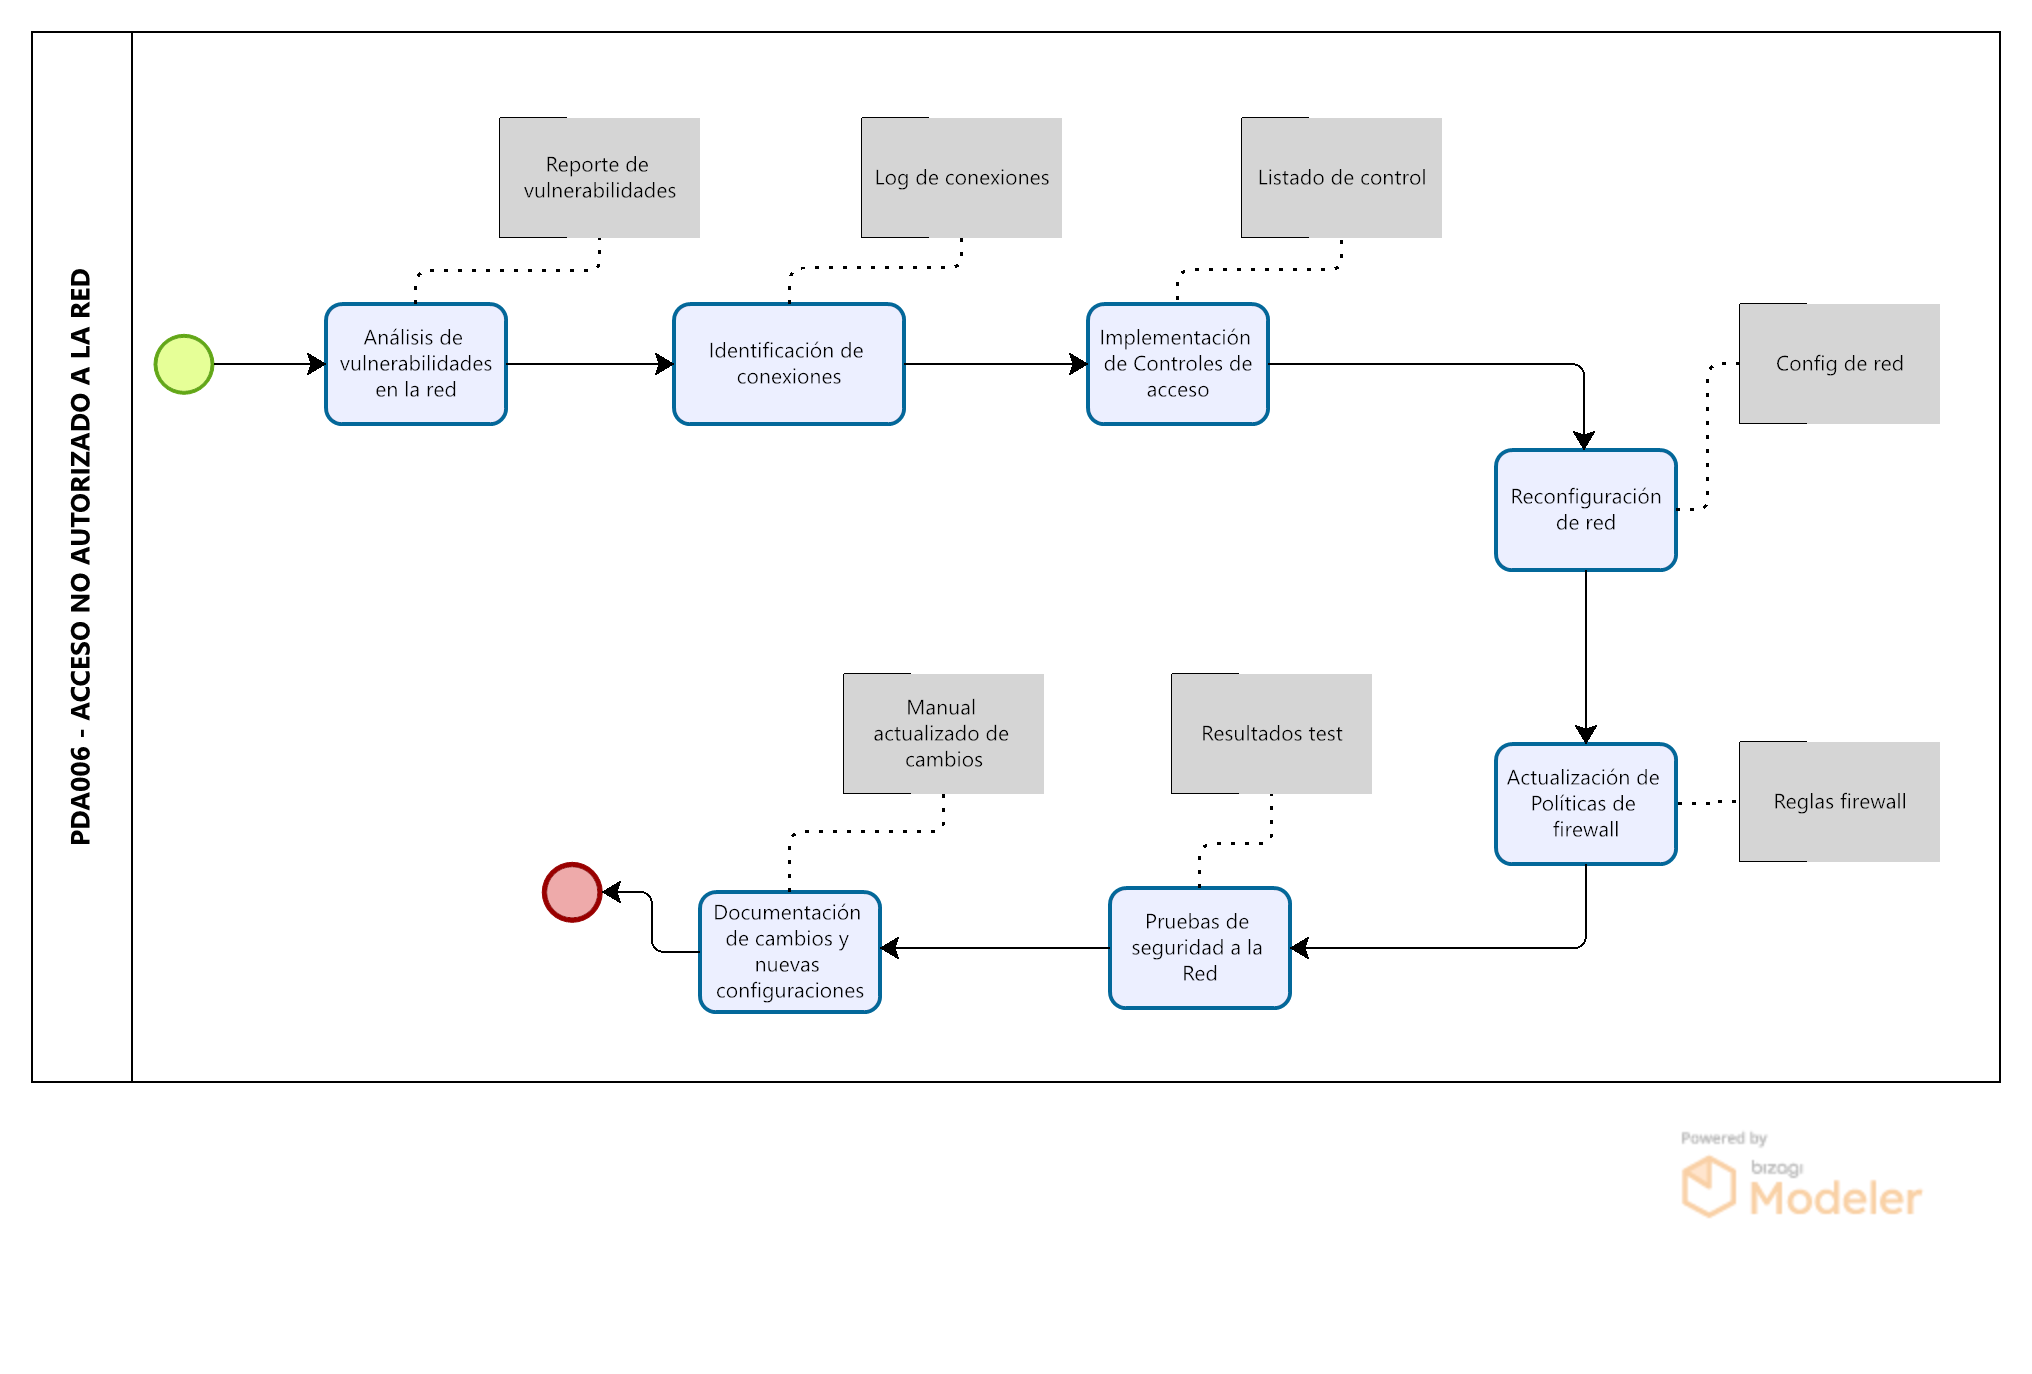 PDA006 - ACCESO NO AUTORIZADO A LA RED
Reporte de
vulnerabilidades
Log de conexiones
Listado de control
Análisis de
vulnerabilidades
en la red
Identificación de
conexiones
Implementación
de Controles de
acceso
Config de red
Reconfiguración
de red
Manual
actualizado de
cambios
Resultados test
Actualización de
Políticas de
firewall
Reglas firewall
Documentación
de cambios y
nuevas
configuraciones
Pruebas de
seguridad a la
Red
Powered by
bizagi
Modeler